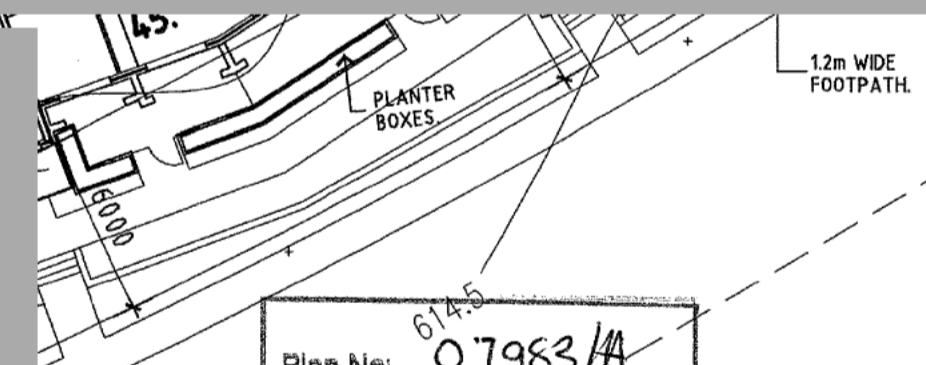 45.
1.2m WIDE
FOOTPATH.
PLANTER
BOXES.
6000
614.5
Plan No: 07983/A